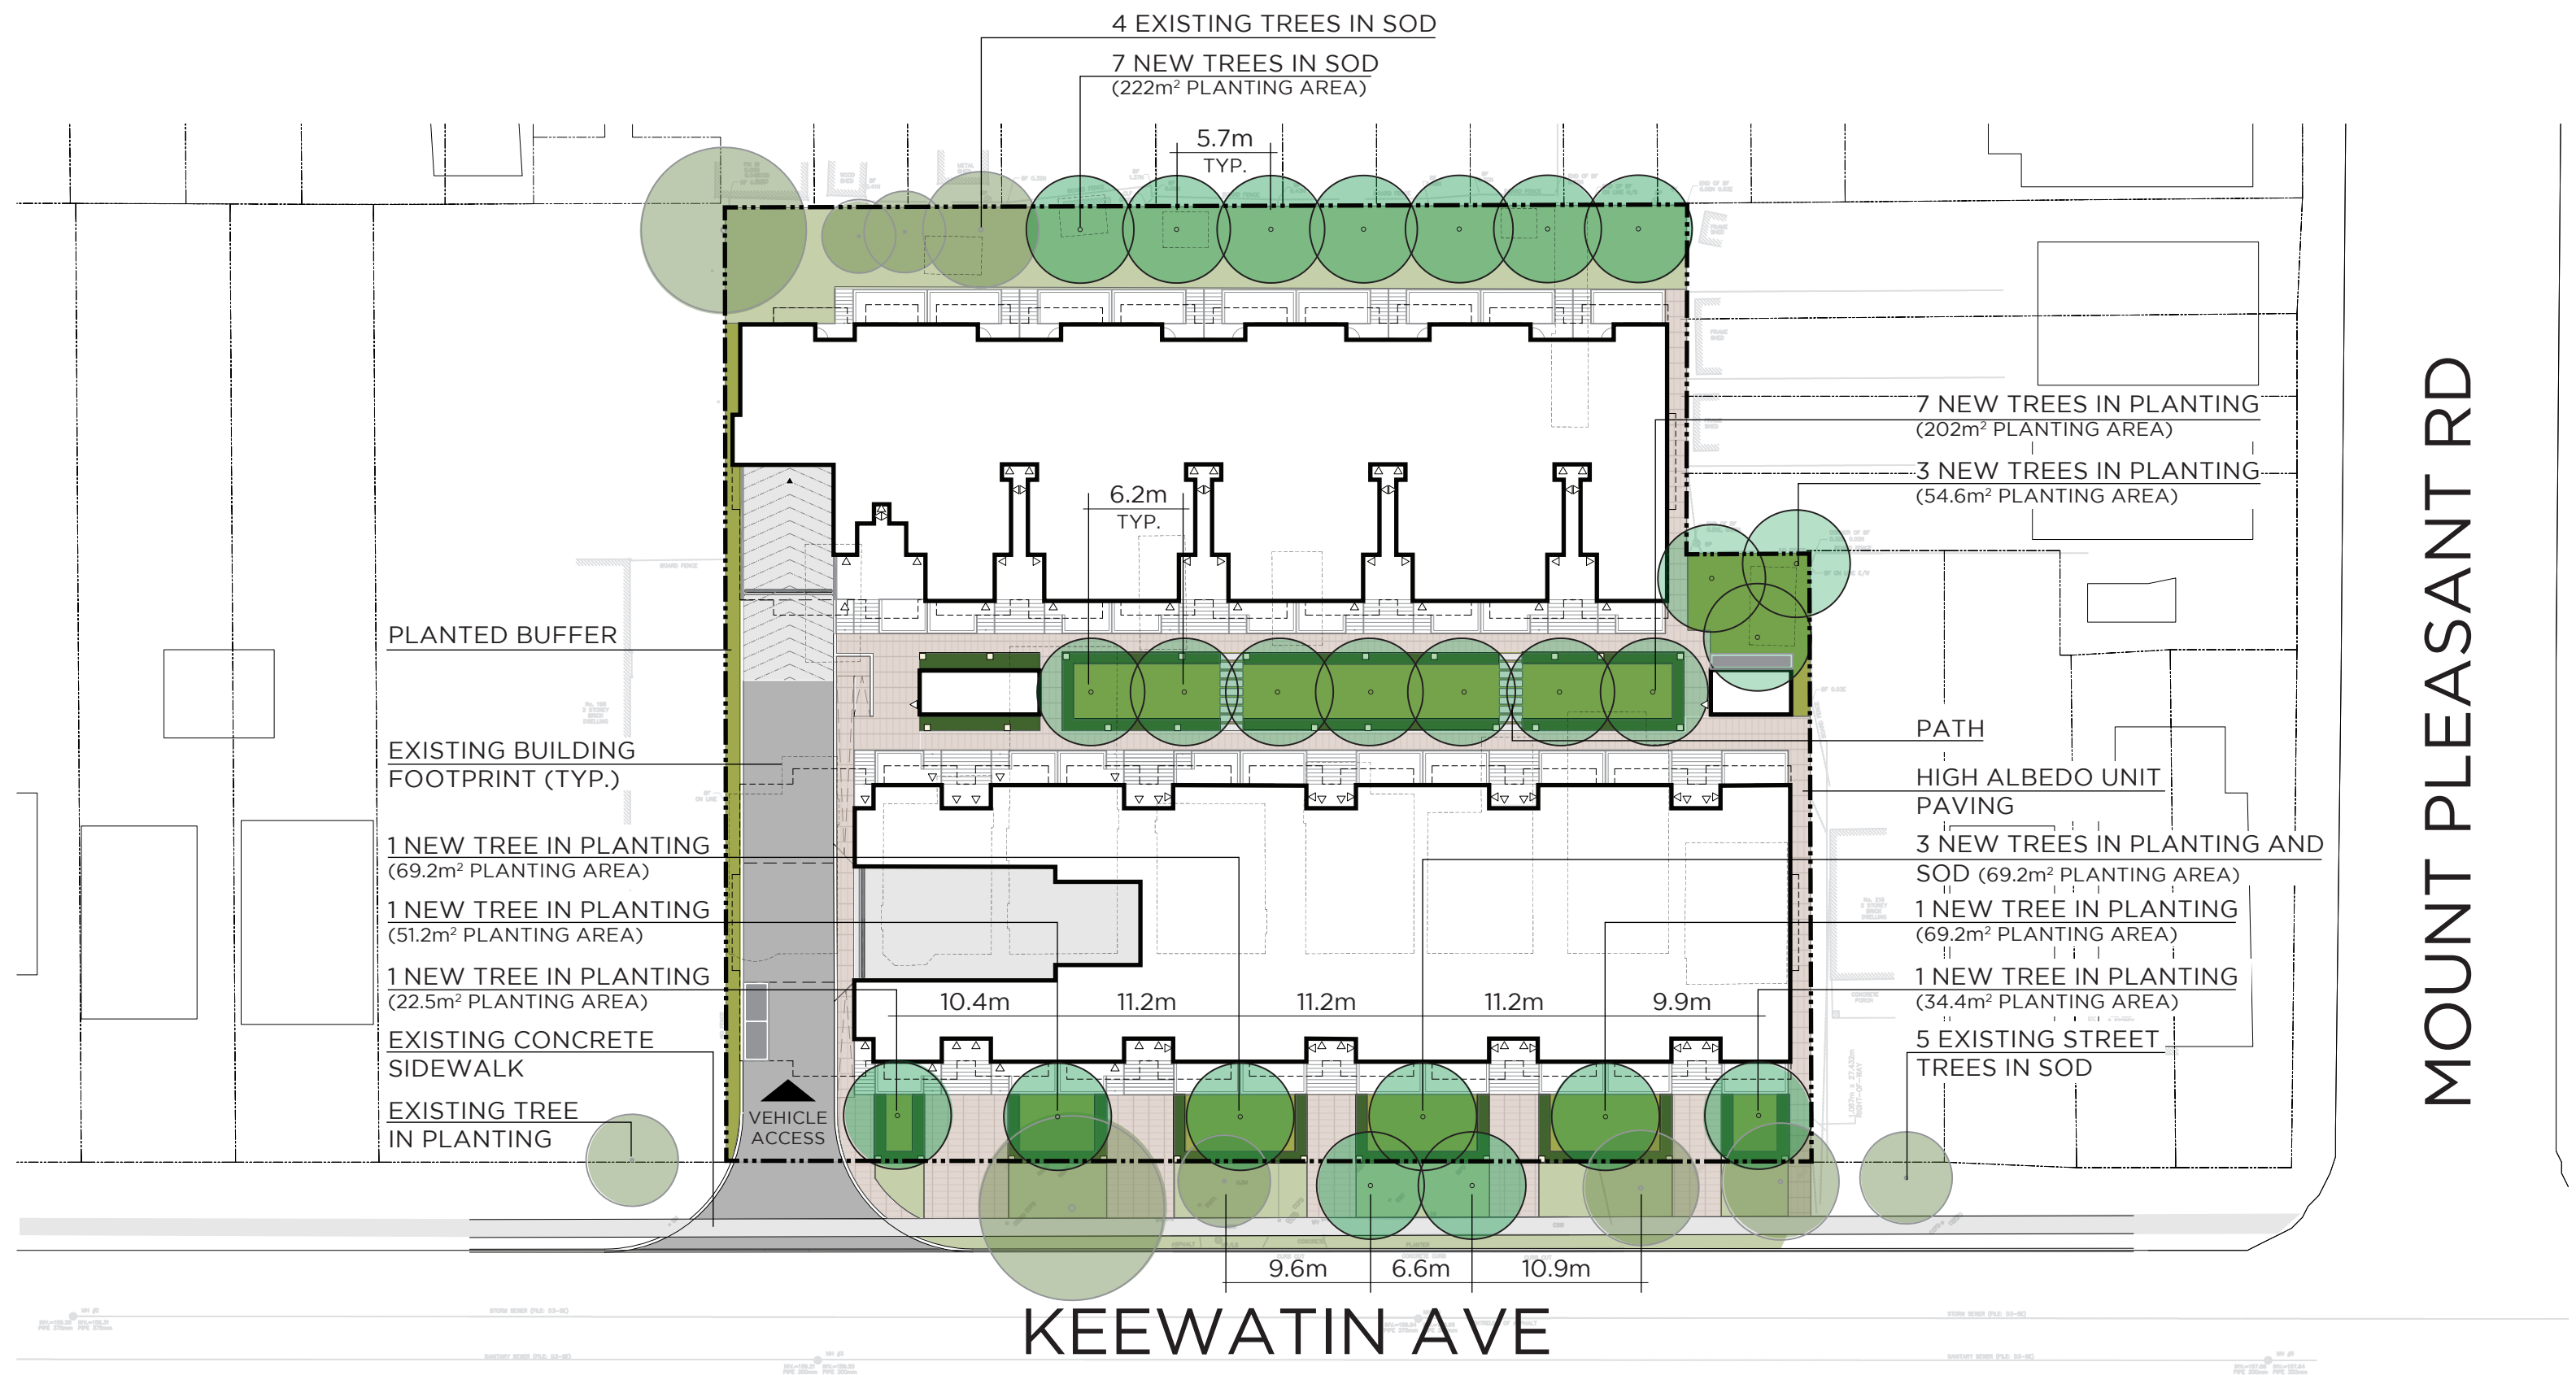 4 EXISTING TREES IN SOD
7 NEW TREES IN SOD
(222m² PLANTING AREA)
5.7m
TYP.
7 NEW TREES IN PLANTING
(202m² PLANTING AREA)
3 NEW TREES IN PLANTING
(54.6m² PLANTING AREA)
6.2m
TYP.
PLANTED BUFFER
EXISTING BUILDING
FOOTPRINT (TYP.)
PATH
HIGH ALBEDO UNIT
PAVING
1 NEW TREE IN PLANTING
(69.2m² PLANTING AREA)
3 NEW TREES IN PLANTING AND
SOD (69.2m² PLANTING AREA)
1 NEW TREE IN PLANTING
(51.2m² PLANTING AREA)
1 NEW TREE IN PLANTING
(69.2m² PLANTING AREA)
1 NEW TREE IN PLANTING
(22.5m² PLANTING AREA)
1 NEW TREE IN PLANTING
(34.4m² PLANTING AREA)
10.4m
11.2m
11.2m
11.2m
9.9m
EXISTING CONCRETE
SIDEWALK
5 EXISTING STREET
TREES IN SOD
EXISTING TREE
IN PLANTING
VEHICLE
ACCESS
9.6m
6.6m
10.9m
KEEWATIN AVE
MOUNT PLEASANT RD